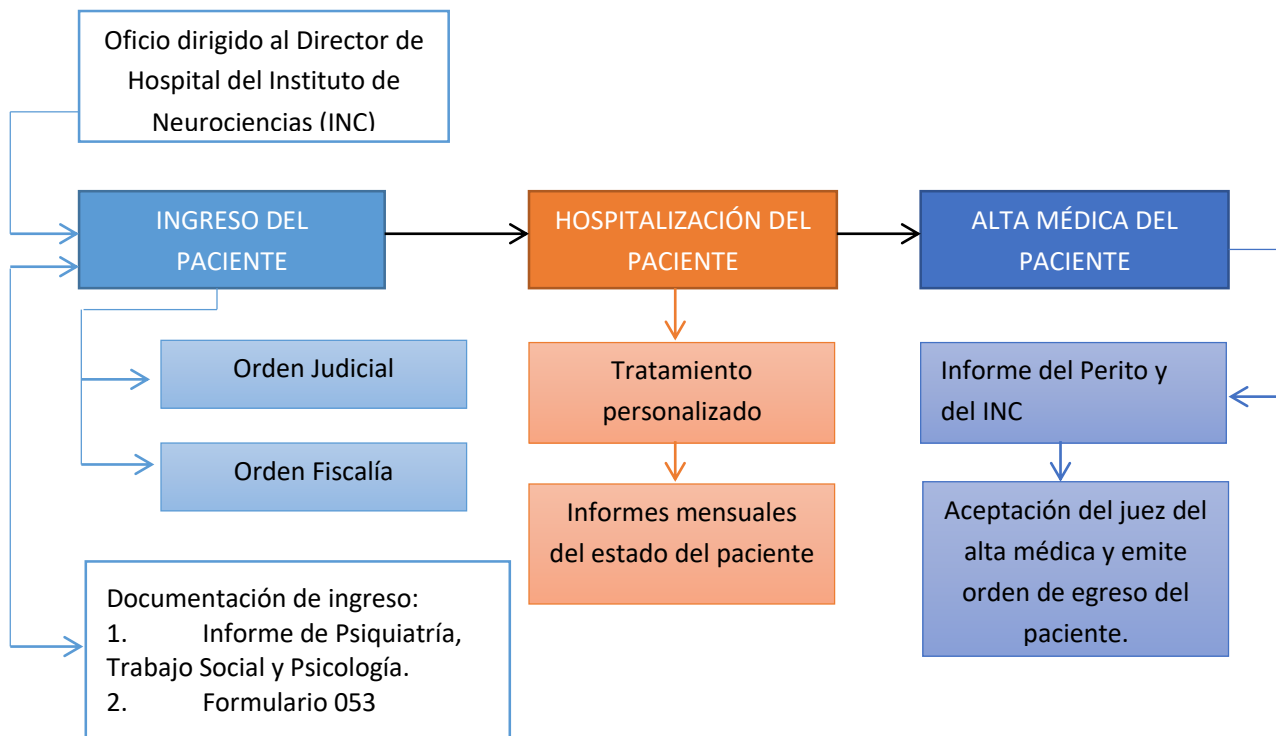 Oficio dirigido al Director de
Hospital del Instituto de
Neurociencias (INC)
INGRESO DEL
PACIENTE
HOSPITALIZACIÓN DEL
PACIENTE
ALTA MÉDICA DEL
PACIENTE
Orden Judicial
Orden Fiscalía
Tratamiento
personalizado
Informes mensuales
del estado del paciente
Informe del Perito y
del INC
Aceptación del juez del
alta médica y emite
orden de egreso del
paciente.
Documentación de ingreso:
1. Informe de Psiquiatría,
Trabajo Social y Psicología.
2. Formulario 053